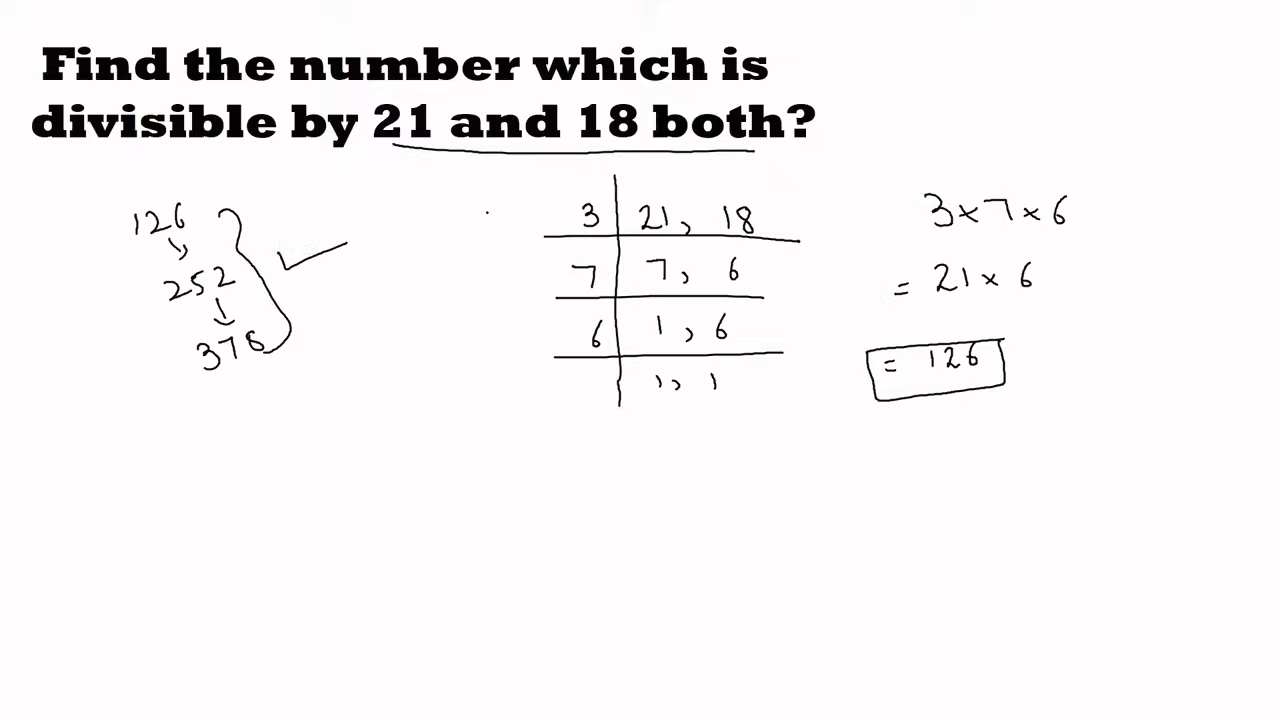 Find the number which is
divisible by 21 and 18 both?
126
252
378
3 21, 18
7 7, 6
6 1, 6
1, 1
3×7×6
= 21×6
= 126